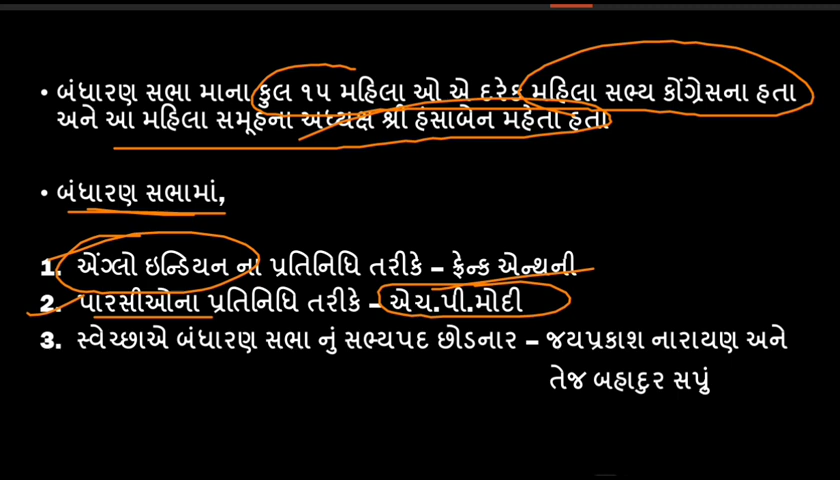 • બંધારણ સભા માના કુલ ૧૫ મહિલા ઓ એ દરેક મહિલા સભ્ય કોંગ્રેસના હતા
અને આ મહિલા સમૂહના અધ્યક્ષ શ્રી હંસાબેન મહેતા હતા
• બંધારણ સભામાં,
1. એંગ્લો ઇન્ડિયન ના પ્રતિનિધિ તરીકે – ફ્રેન્ક એન્થની
2. પારસીઓના પ્રતિનિધિ તરીકે – એચ.પી.મોદી
3. સ્વેચ્છાએ બંધારણ સભા નું સભ્યપદ છોડનાર – જયપ્રકાશ નારાયણ અને
તેજ બહાદુર સપ્રું